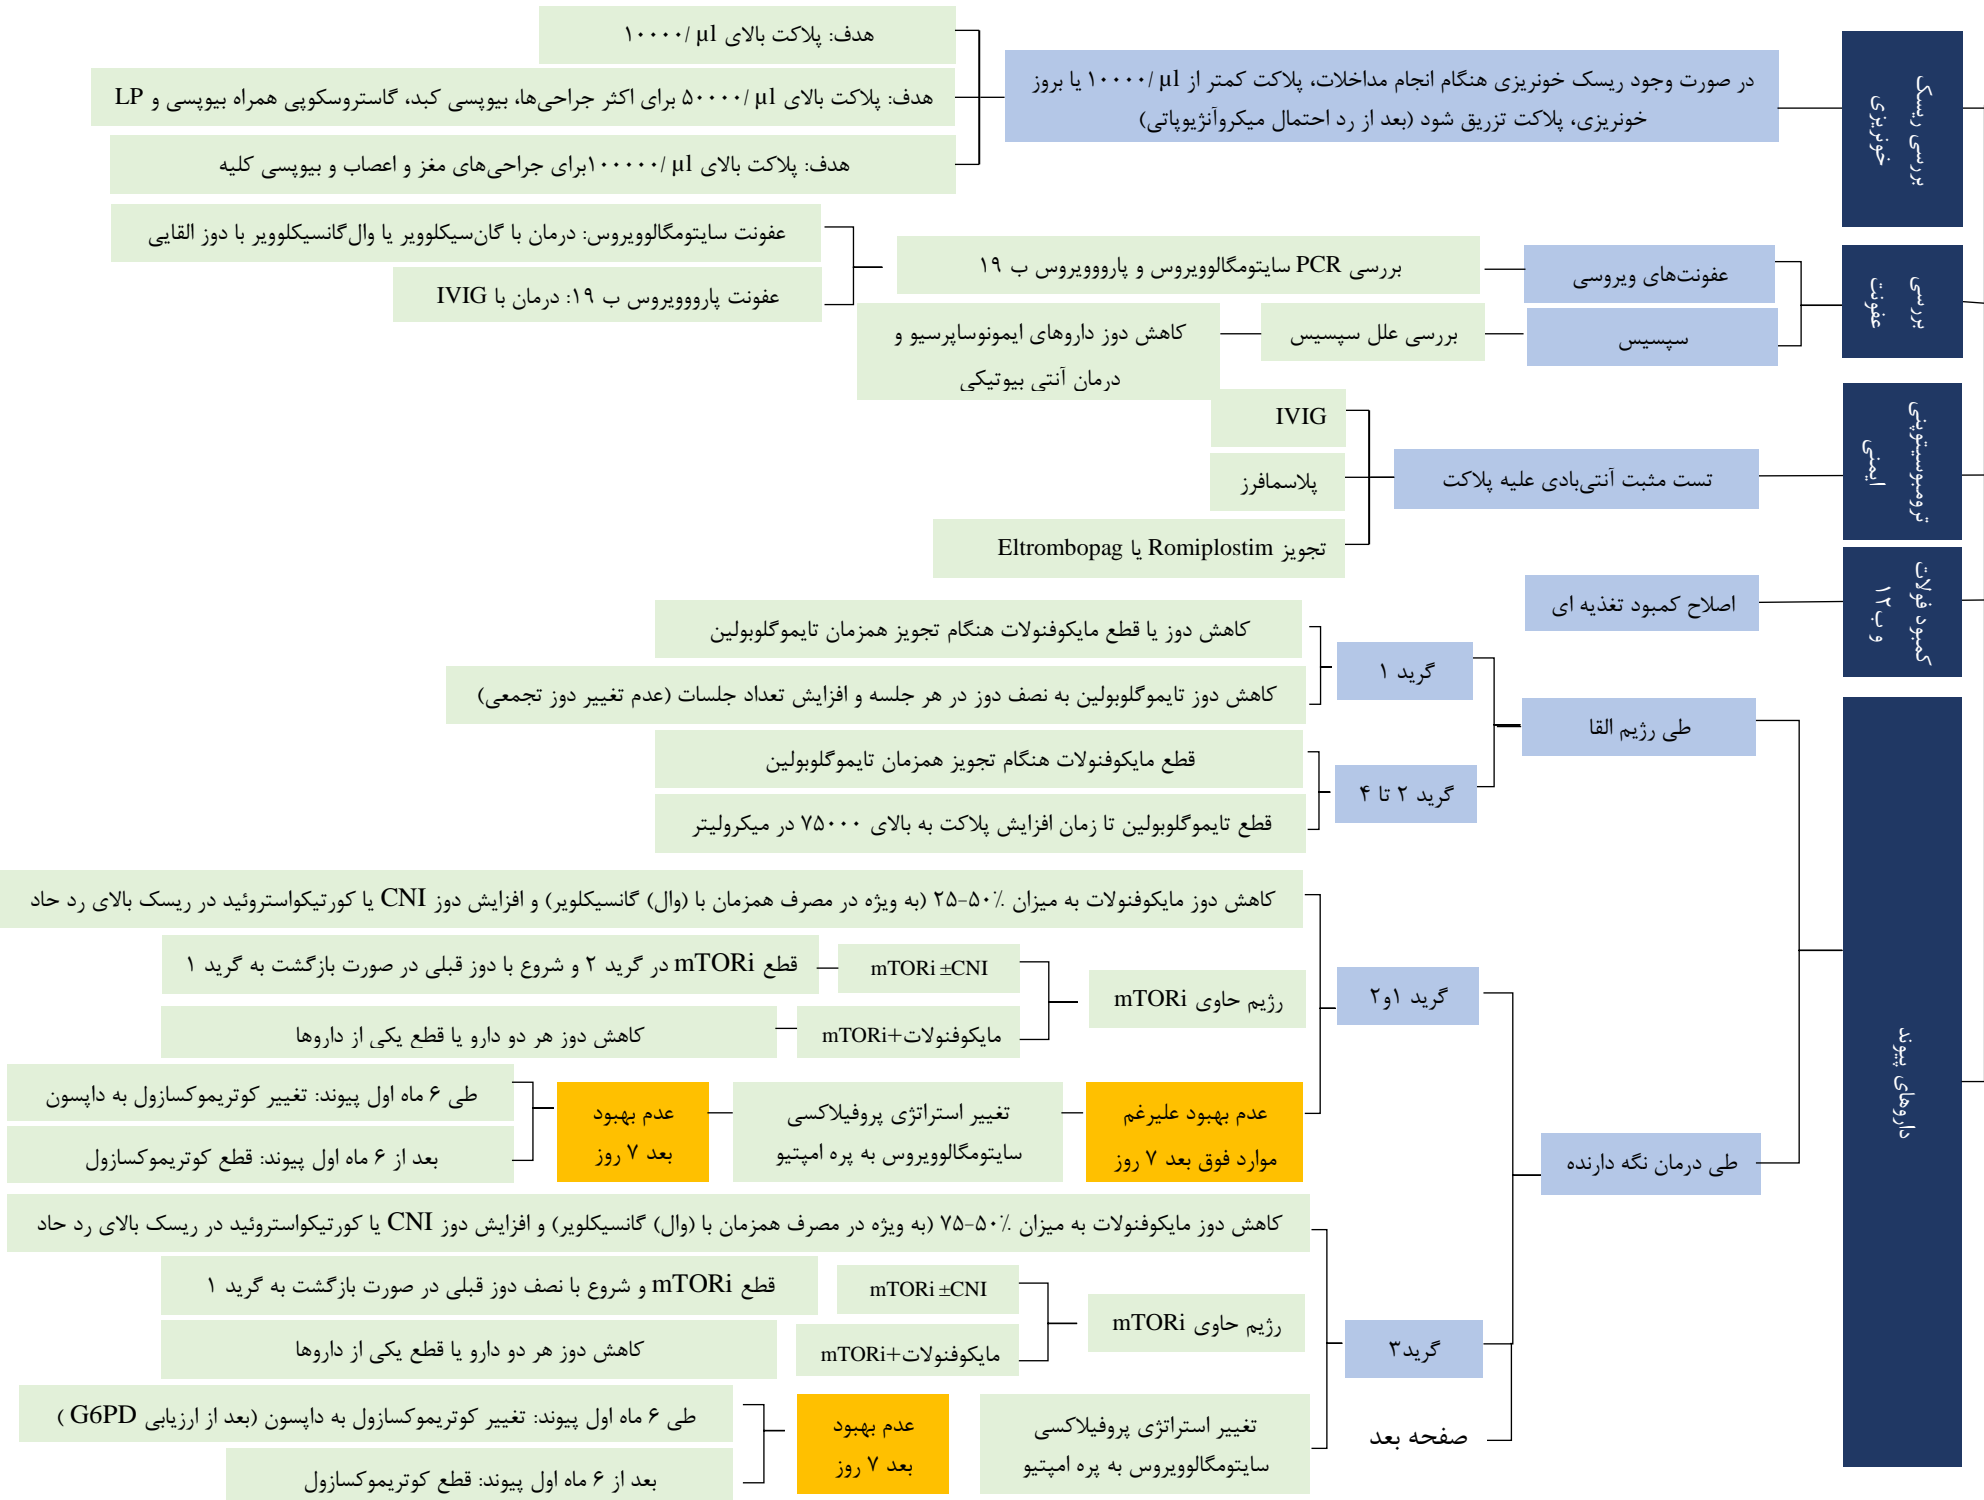 بررسی ریسک
خونریزی
در صورت وجود ریسک خونریزی هنگام انجام مداخلات، پلاکت کمتر از ۱۰۰۰۰/ µl یا بروز
خونریزی، پلاکت تزریق شود (بعد از رد احتمال میکروآنژیوپاتی)
هدف: پلاکت بالای ۱۰۰۰۰/ µl
هدف: پلاکت بالای ۵۰۰۰۰/ µl برای اکثر جراحی‌ها، بیوپسی کبد، گاستروسکوپی همراه بیوپسی و LP
هدف: پلاکت بالای ۱۰۰۰۰۰/ µl برای جراحی‌های مغز و اعصاب و بیوپسی کلیه
بررسی
عفونت
عفونت‌های ویروسی
بررسی PCR سایتومگالوویروس و پارووویروس ب ۱۹
عفونت سایتومگالوویروس: درمان با گان‌سیکلوویر یا وال‌گانسیکلوویر با دوز القایی
عفونت پارووویروس ب ۱۹: درمان با IVIG
سپسیس
بررسی علل سپسیس
کاهش دوز داروهای ایمونوساپرسیو و
درمان آنتی بیوتیکی
ترومبوسیتوپنی
ایمنی
تست مثبت آنتی‌بادی علیه پلاکت
IVIG
پلاسمافرز
تجویز Romiplostim یا Eltrombopag
کمبود فولات
و ب۱۲
اصلاح کمبود تغذیه ای
داروهای پیوند
طی رژیم القا
گرید ۱
کاهش دوز یا قطع مایکوفنولات هنگام تجویز همزمان تایموگلوبولین
کاهش دوز تایموگلوبولین به نصف دوز در هر جلسه و افزایش تعداد جلسات (عدم تغییر دوز تجمعی)
گرید ۲ تا ۴
قطع مایکوفنولات هنگام تجویز همزمان تایموگلوبولین
قطع تایموگلوبولین تا زمان افزایش پلاکت به بالای ۷۵۰۰۰ در میکرولیتر
طی درمان نگه دارنده
گرید ۱و۲
کاهش دوز مایکوفنولات به میزان ٪۵۰-۲۵ (به ویژه در مصرف همزمان با (وال) گانسیکلویر) و افزایش دوز CNI یا کورتیکواستروئید در ریسک بالای رد حاد
رژیم حاوی mTORi
mTORi ±CNI
قطع mTORi در گرید ۲ و شروع با دوز قبلی در صورت بازگشت به گرید ۱
مایکوفنولات+mTORi
کاهش دوز هر دو دارو یا قطع یکی از داروها
عدم بهبود علیرغم
موارد فوق بعد ۷ روز
تغییر استراتژی پروفیلاکسی
سایتومگالوویروس به پره امپتیو
عدم بهبود
بعد ۷ روز
طی ۶ ماه اول پیوند: تغییر کوتریموکسازول به داپسون
بعد از ۶ ماه اول پیوند: قطع کوتریموکسازول
گرید۳
کاهش دوز مایکوفنولات به میزان ٪۵۰-۷۵ (به ویژه در مصرف همزمان با (وال) گانسیکلویر) و افزایش دوز CNI یا کورتیکواستروئید در ریسک بالای رد حاد
رژیم حاوی mTORi
mTORi ±CNI
قطع mTORi و شروع با نصف دوز قبلی در صورت بازگشت به گرید ۱
مایکوفنولات+mTORi
کاهش دوز هر دو دارو یا قطع یکی از داروها
تغییر استراتژی پروفیلاکسی
سایتومگالوویروس به پره امپتیو
عدم بهبود
بعد ۷ روز
طی ۶ ماه اول پیوند: تغییر کوتریموکسازول به داپسون (بعد از ارزیابی G6PD )
بعد از ۶ ماه اول پیوند: قطع کوتریموکسازول
صفحه بعد